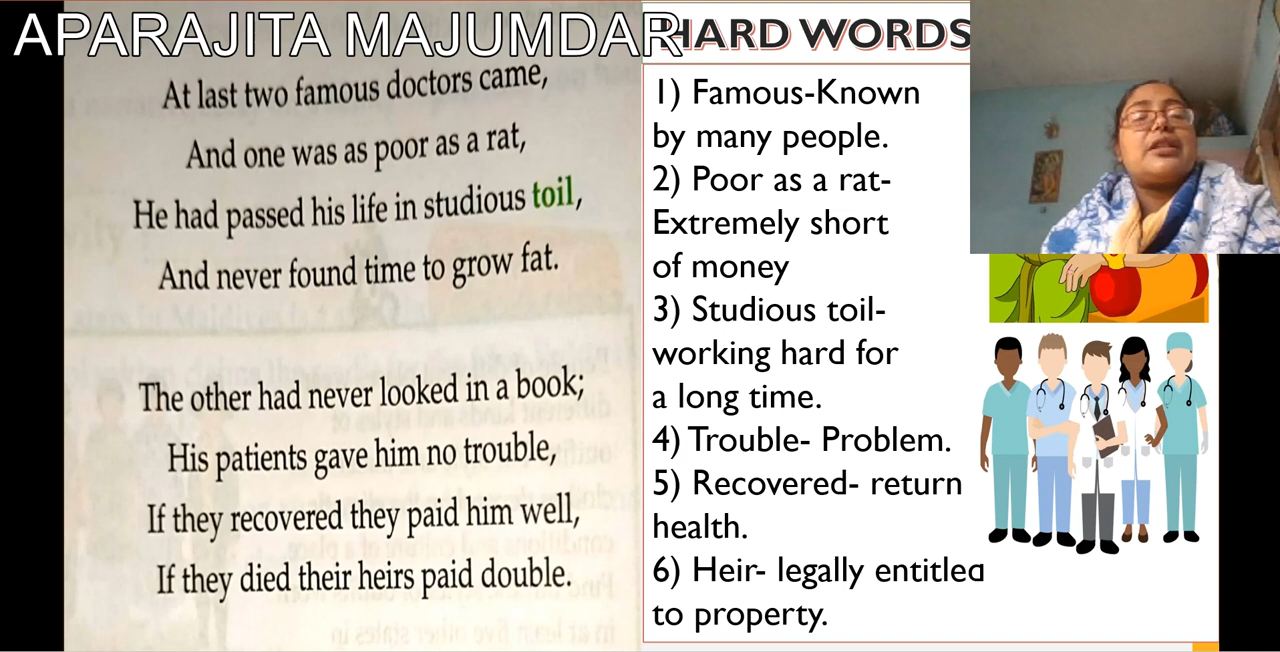 APARAJITA MAJUMDAR
At last two famous doctors came,
And one was as poor as a rat,
He had passed his life in studious toil,
And never found time to grow fat.
The other had never looked in a book;
His patients gave him no trouble,
If they recovered they paid him well,
If they died their heirs paid double.
HARD WORDS
1) Famous-Known
by many people.
2) Poor as a rat-
Extremely short
of money
3) Studious toil-
working hard for
a long time.
4) Trouble- Problem.
5) Recovered- return
health.
6) Heir- legally entitled
to property.